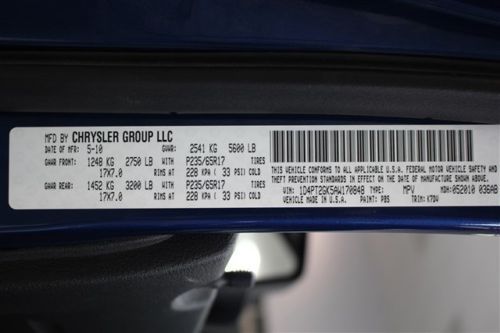 MFD BY CHRYSLER GROUP LLC
DATE OF MFR: 5-10 GVWR: 2541 KG 5600 LB
GAWR FRONT: 1248 KG 2750 LB WITH P235/65R17 TIRES
17X7.0 RIMS AT 228 KPA ( 33 PSI) COLD
GAWR REAR: 1452 KG 3200 LB WITH P235/65R17 TIRES
17X7.0 RIMS AT 228 KPA ( 33 PSI) COLD
THIS VEHICLE CONFORMS TO ALL APPLICABLE U.S.A. FEDERAL MOTOR VEHICLE SAFETY,
THEFT PREVENTION STANDARDS IN EFFECT ON THE DATE OF MANUFACTURE SHOWN ABOVE.
VIN: 1D4PT2GK5AW170848 TYPE: MPV MDH: 052010 036AB
VEHICLE MADE IN U.S.A. PAINT: PBS TRIM: K7DV